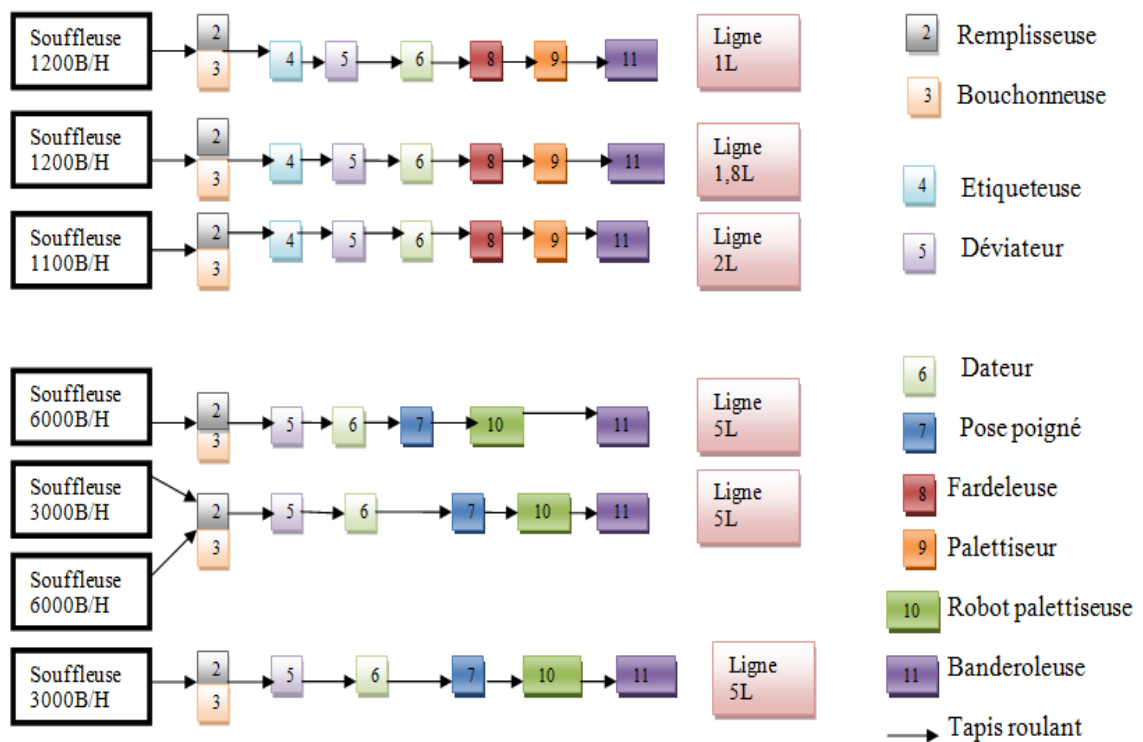 Souffleuse
1200B/H
2
3
4
5
6
8
9
11
Ligne
1L
Souffleuse
1200B/H
2
3
4
5
6
8
9
11
Ligne
1,8L
Souffleuse
1100B/H
2
3
4
5
6
8
9
11
Ligne
2L
Souffleuse
6000B/H
2
3
5
6
7
10
11
Ligne
5L
Souffleuse
3000B/H
Souffleuse
6000B/H
2
3
5
6
7
10
11
Ligne
5L
Souffleuse
3000B/H
2
3
5
6
7
10
11
Ligne
5L
2 Remplisseuse
3 Bouchonneuse
4 Etiqueteuse
5 Déviateur
6 Dateur
7 Pose poigné
8 Fardeleuse
9 Palettiseur
10 Robot palettiseuse
11 Banderoleuse
Tapis roulant